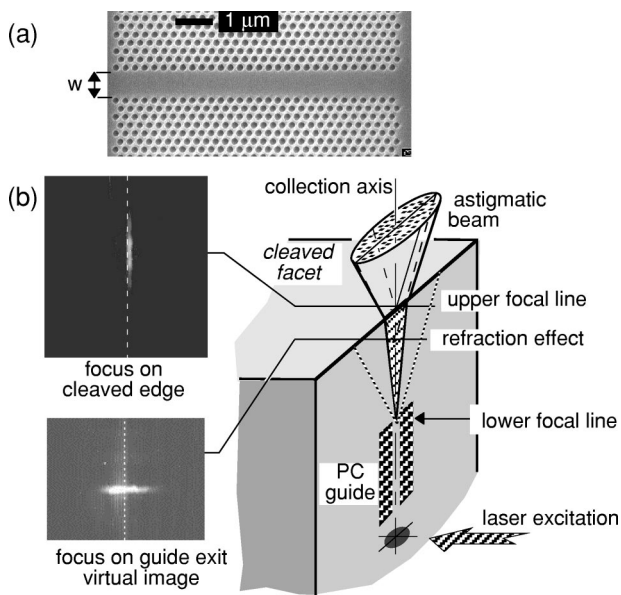 (a)
1 μm
w
(b)
collection axis
astigmatic
beam
cleaved
facet
upper focal line
refraction effect
focus on
cleaved edge
lower focal line
PC
guide
laser excitation
focus on guide exit
virtual image